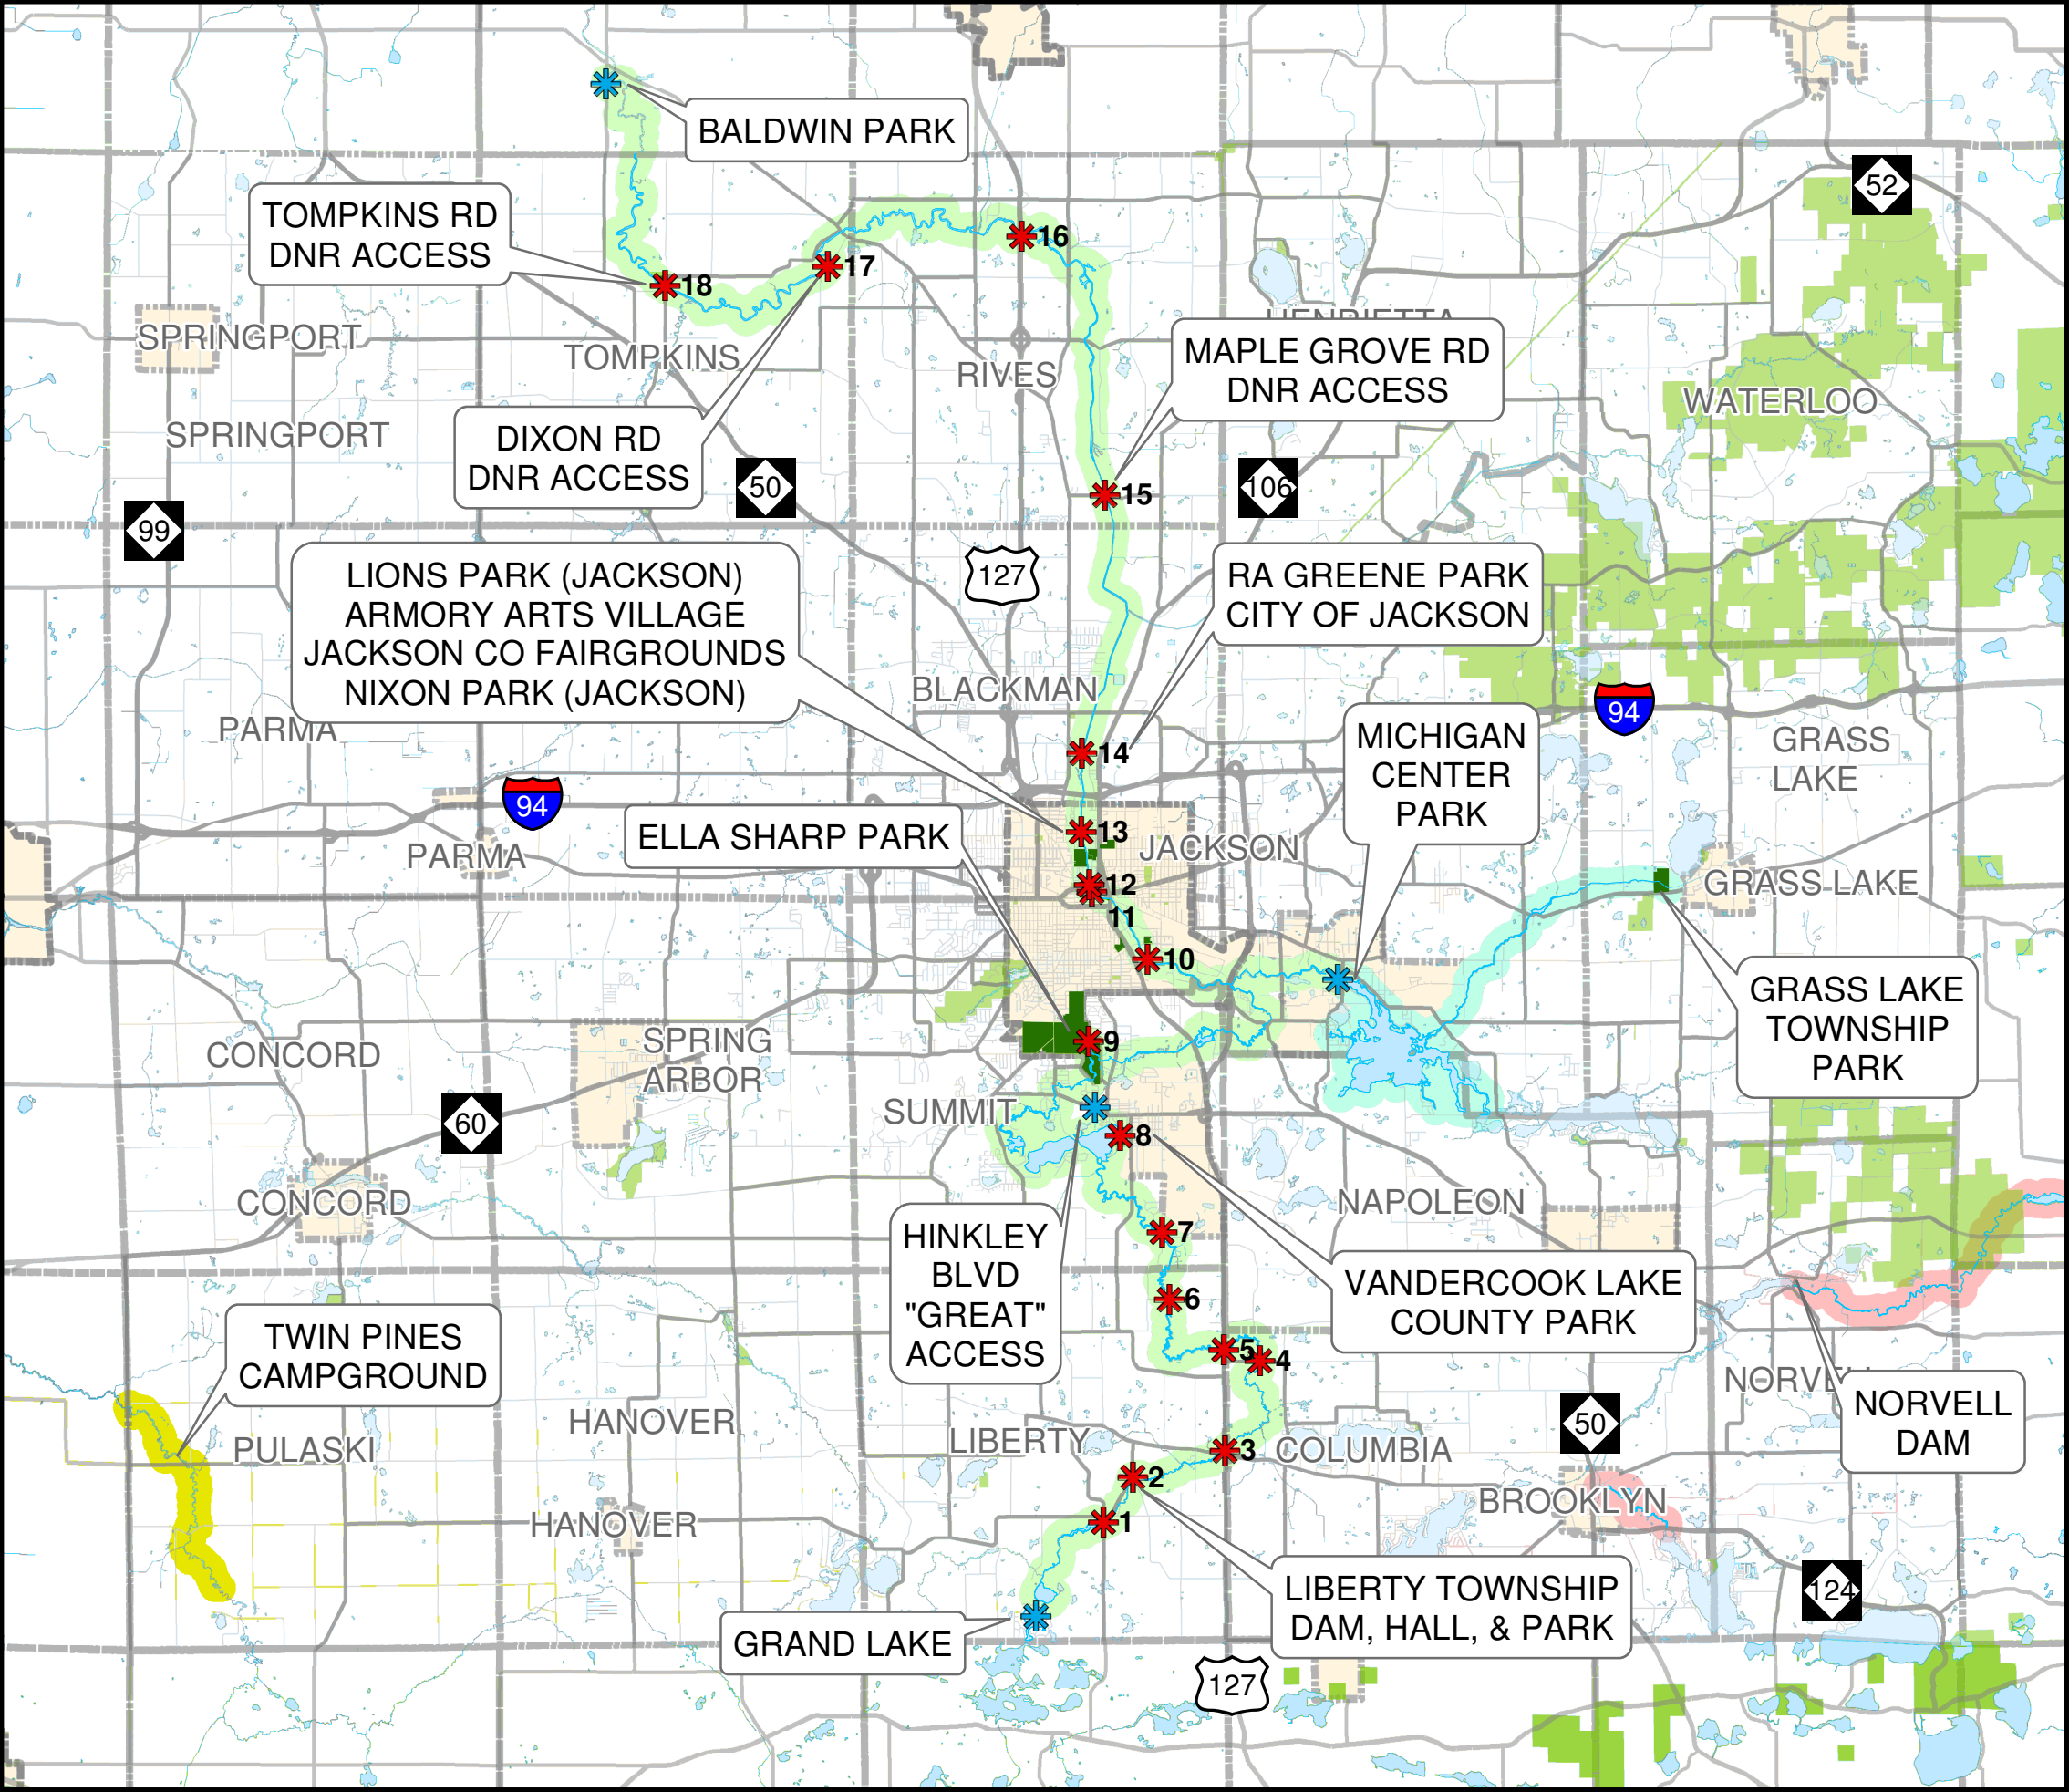 BALDWIN PARK
52
TOMPKINS RD
DNR ACCESS
16
17
18
SPRINGPORT
TOMPKINS
RIVES
HENRIETTA
MAPLE GROVE RD
DNR ACCESS
WATERLOO
SPRINGPORT
DIXON RD
DNR ACCESS
50
15
106
99
127
LIONS PARK (JACKSON)
ARMORY ARTS VILLAGE
JACKSON CO FAIRGROUNDS
NIXON PARK (JACKSON)
RA GREENE PARK
CITY OF JACKSON
BLACKMAN
PARMA
94
MICHIGAN
CENTER
PARK
GRASS
LAKE
14
94
ELLA SHARP PARK
13
JACKSON
PARMA
12
11
GRASS LAKE
10
GRASS LAKE
TOWNSHIP
PARK
9
SPRING
ARBOR
CONCORD
SUMMIT
60
8
CONCORD
NAPOLEON
7
HINKLEY
BLVD
"GREAT"
ACCESS
VANDERCOOK LAKE
COUNTY PARK
6
TWIN PINES
CAMPGROUND
5
4
NORVELL
NORVELL
DAM
50
HANOVER
PULASKI
LIBERTY
3
COLUMBIA
2
BROOKLYN
1
HANOVER
LIBERTY TOWNSHIP
DAM, HALL, & PARK
124
GRAND LAKE
127